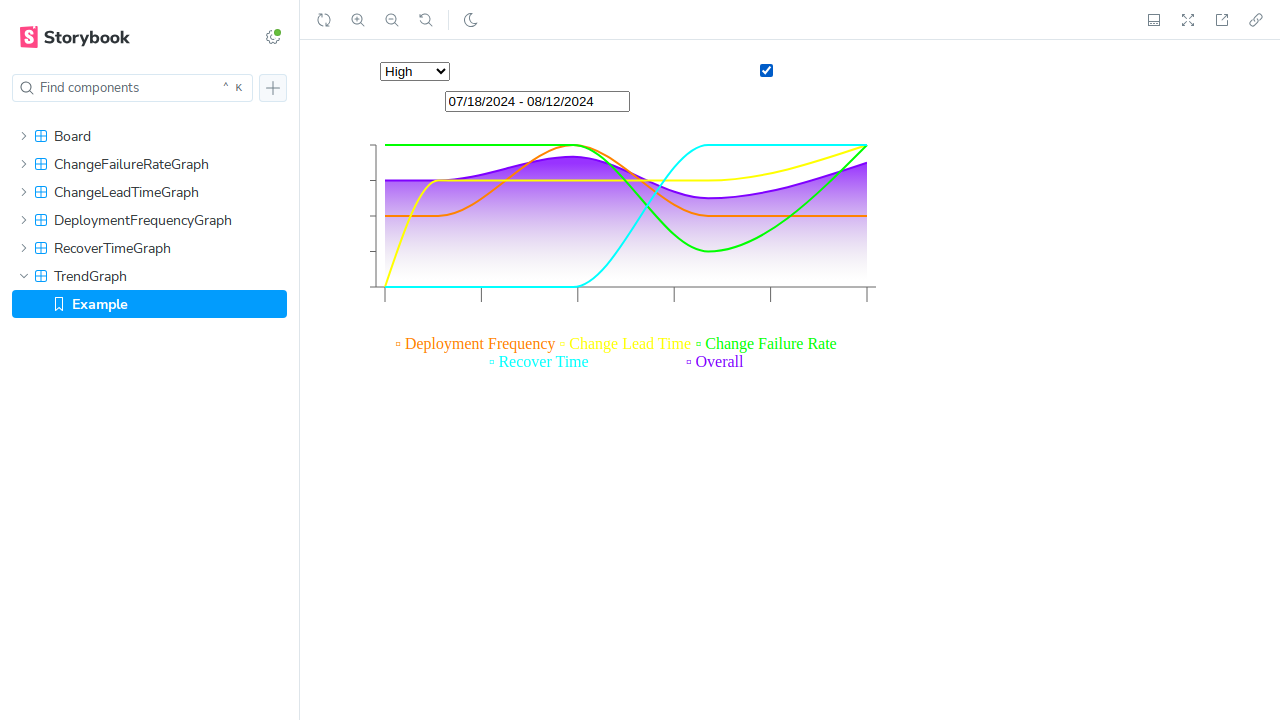 Storybook
Find components
^ K
Board
ChangeFailureRateGraph
ChangeLeadTimeGraph
DeploymentFrequencyGraph
RecoverTimeGraph
TrendGraph
Example
High
07/18/2024 - 08/12/2024
Deployment Frequency Change Lead Time Change Failure Rate
Recover Time Overall